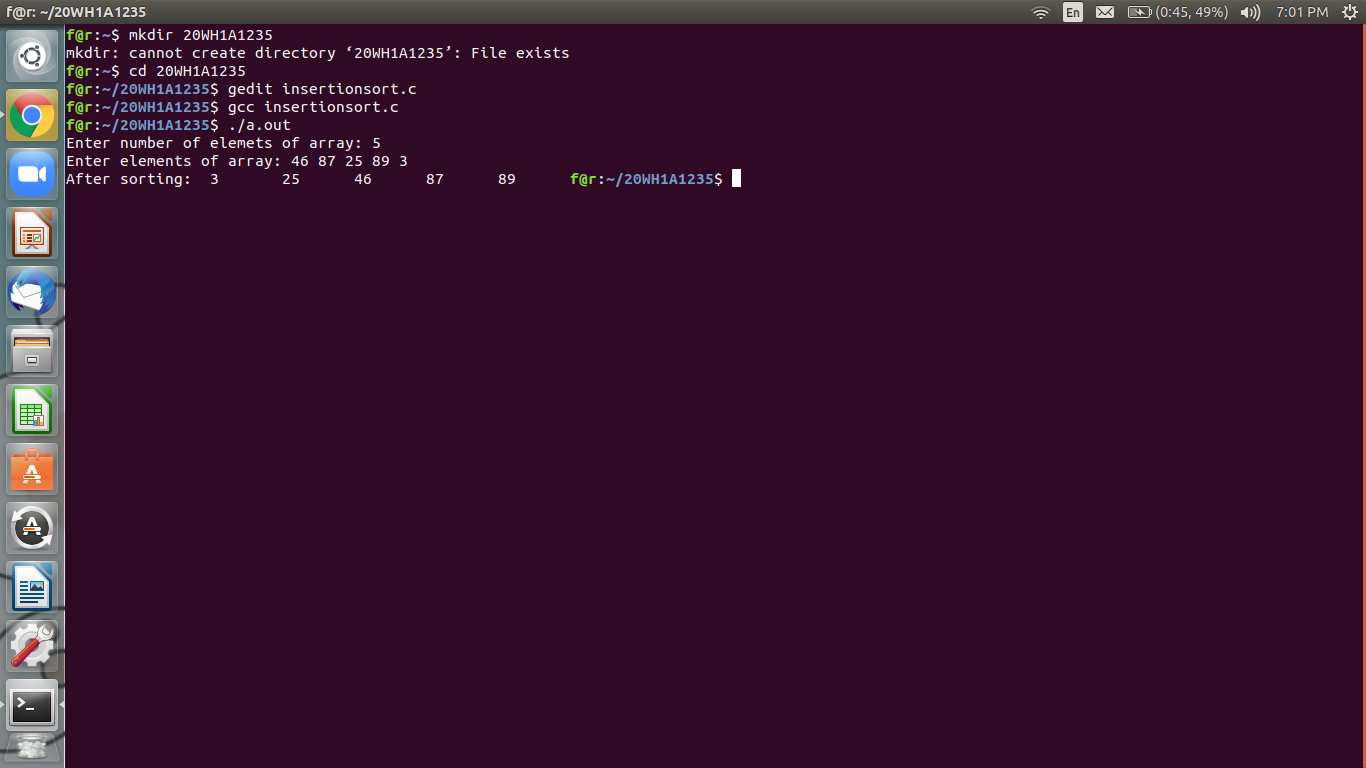 f@r: ~/20WH1A1235
En
(0:45, 49%)
7:01 PM
f@r:~$ mkdir 20WH1A1235
mkdir: cannot create directory ‘20WH1A1235’: File exists
f@r:~$ cd 20WH1A1235
f@r:~/20WH1A1235$ gedit insertionsort.c
f@r:~/20WH1A1235$ gcc insertionsort.c
f@r:~/20WH1A1235$ ./a.out
Enter number of elemets of array: 5
Enter elements of array: 46 87 25 89 3
After sorting:  3       25      46      87      89      f@r:~/20WH1A1235$